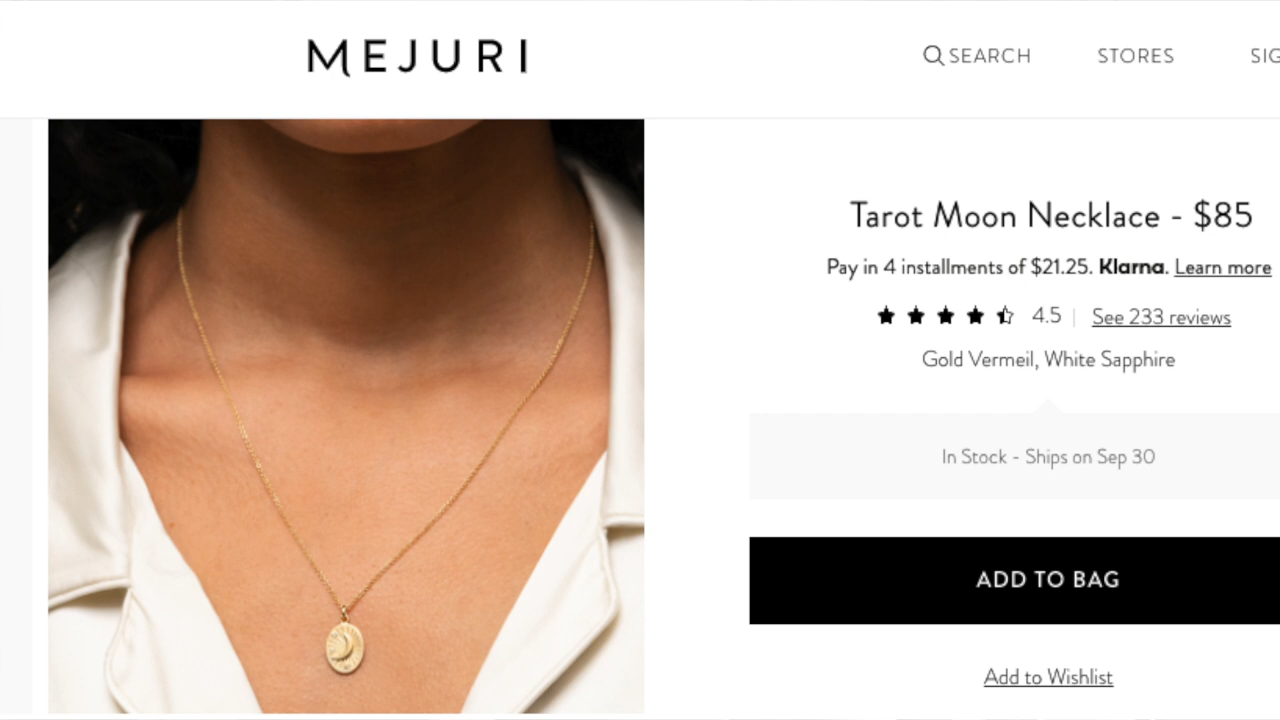 MEJURI
SEARCH
STORES
Tarot Moon Necklace - $85
Pay in 4 installments of $21.25. Klarna. Learn more
4.5 | See 233 reviews
Gold Vermeil, White Sapphire
In Stock - Ships on Sep 30
ADD TO BAG
Add to Wishlist